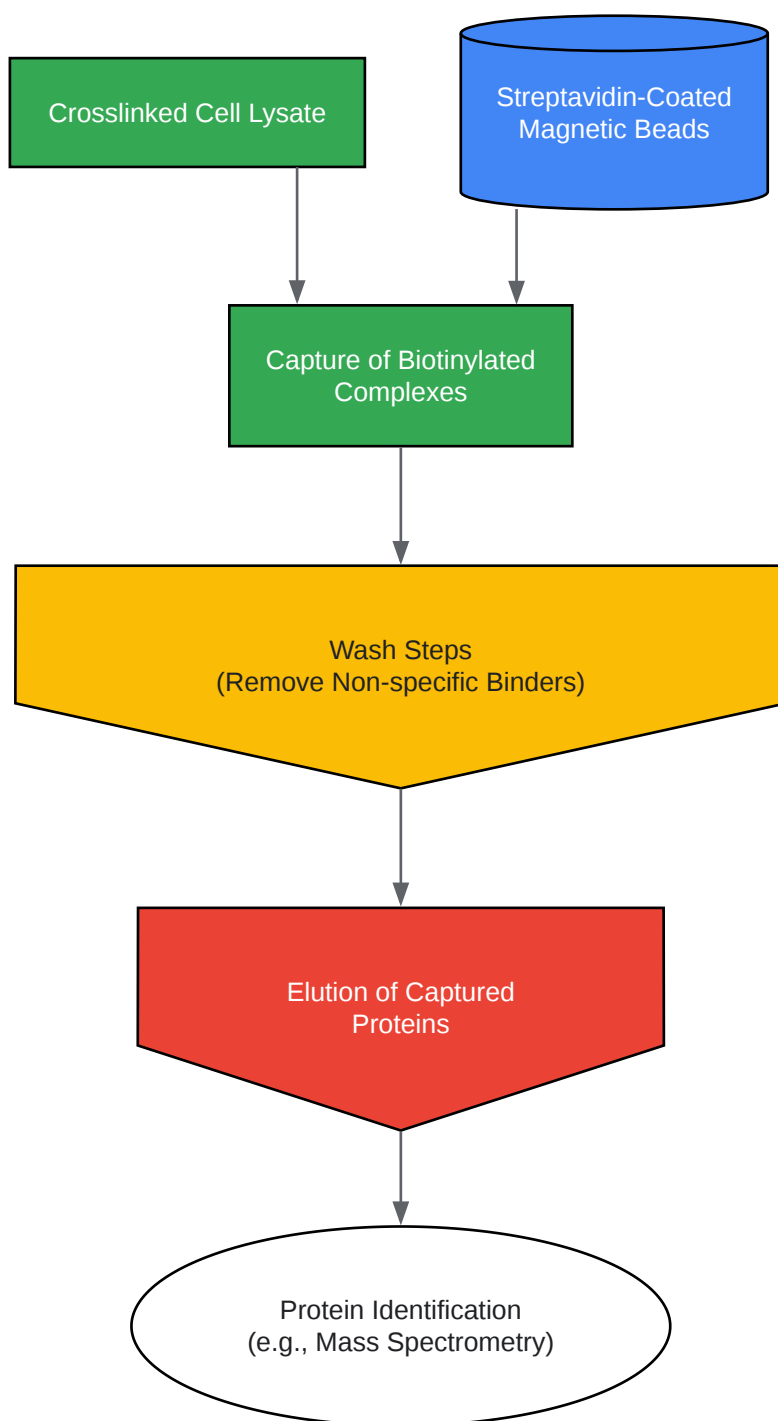 Crosslinked Cell Lysate
Streptavidin-Coated
Magnetic Beads
Capture of Biotinylated
Complexes
Wash Steps
(Remove Non-specific Binders)
Elution of Captured
Proteins
Protein Identification
(e.g., Mass Spectrometry)